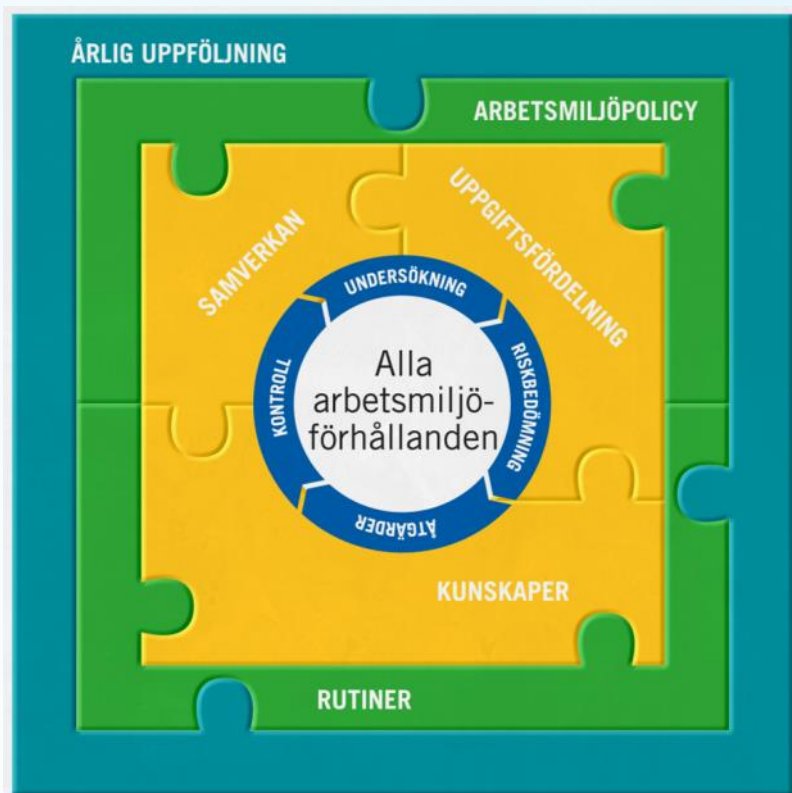 ÅRLIG UPPFÖLJNING
ARBETSMILJÖPOLICY
SAMVERKAN
UPPGIFTSFÖRDELNING
UNDERSÖKNING
RISKBEDÖMNING
ÅTGÄRDER
KONTROLL
Alla
arbetsmiljö-
förhållanden
KUNSKAPER
RUTINER